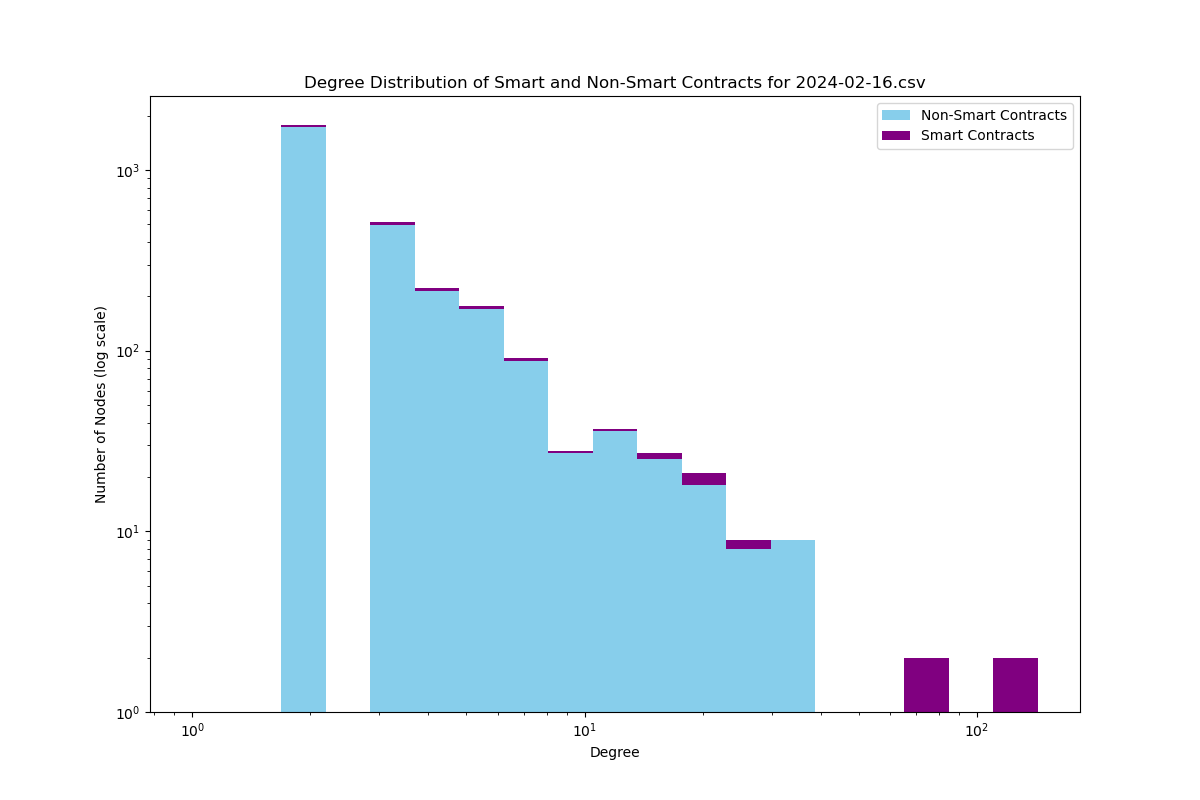 Degree Distribution of Smart and Non-Smart Contracts for 2024-02-16.csv
Non-Smart Contracts
Smart Contracts
Number of Nodes (log scale)
10³
10²
10¹
10⁰
10⁰ 10¹ 10²
Degree